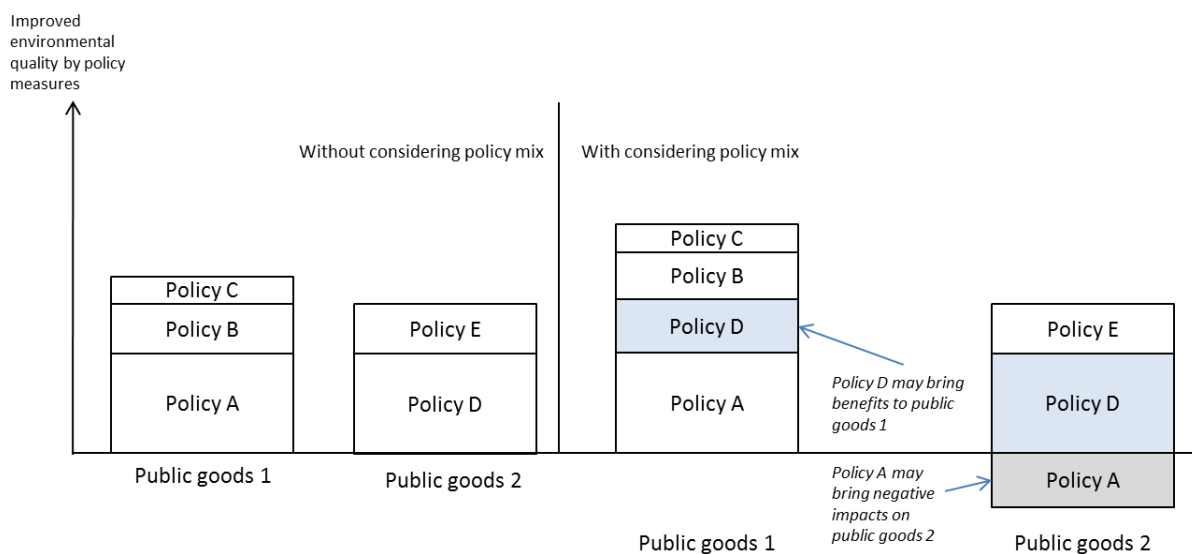 Improved
environmental
quality by policy
measures
Without considering policy mix
With considering policy mix
Policy C
Policy B
Policy A
Public goods 1
Policy E
Policy D
Public goods 2
Policy C
Policy B
Policy D
Policy A
Public goods 1
Policy D may bring
benefits to public
goods 1
Policy A may
bring negative
impacts on
public goods 2
Policy E
Policy D
Policy A
Public goods 2